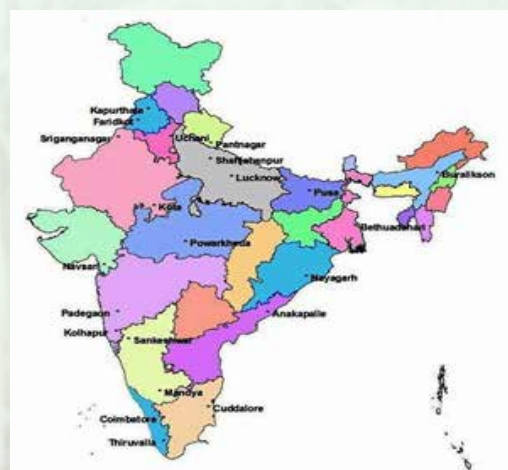 Kapurthala
Faridkot
Sriganganagar
Uchani
Pantnagar
Shahjehanpur
Lucknow
Kota
Pusa
Buralikson
Powarkheda
Bethuadahari
Navsari
Nayagarh
Padegaon
Anakapalle
Kolhapur
Sankeshwar
Mandya
Cuddalore
Coimbatore
Thiruvalla